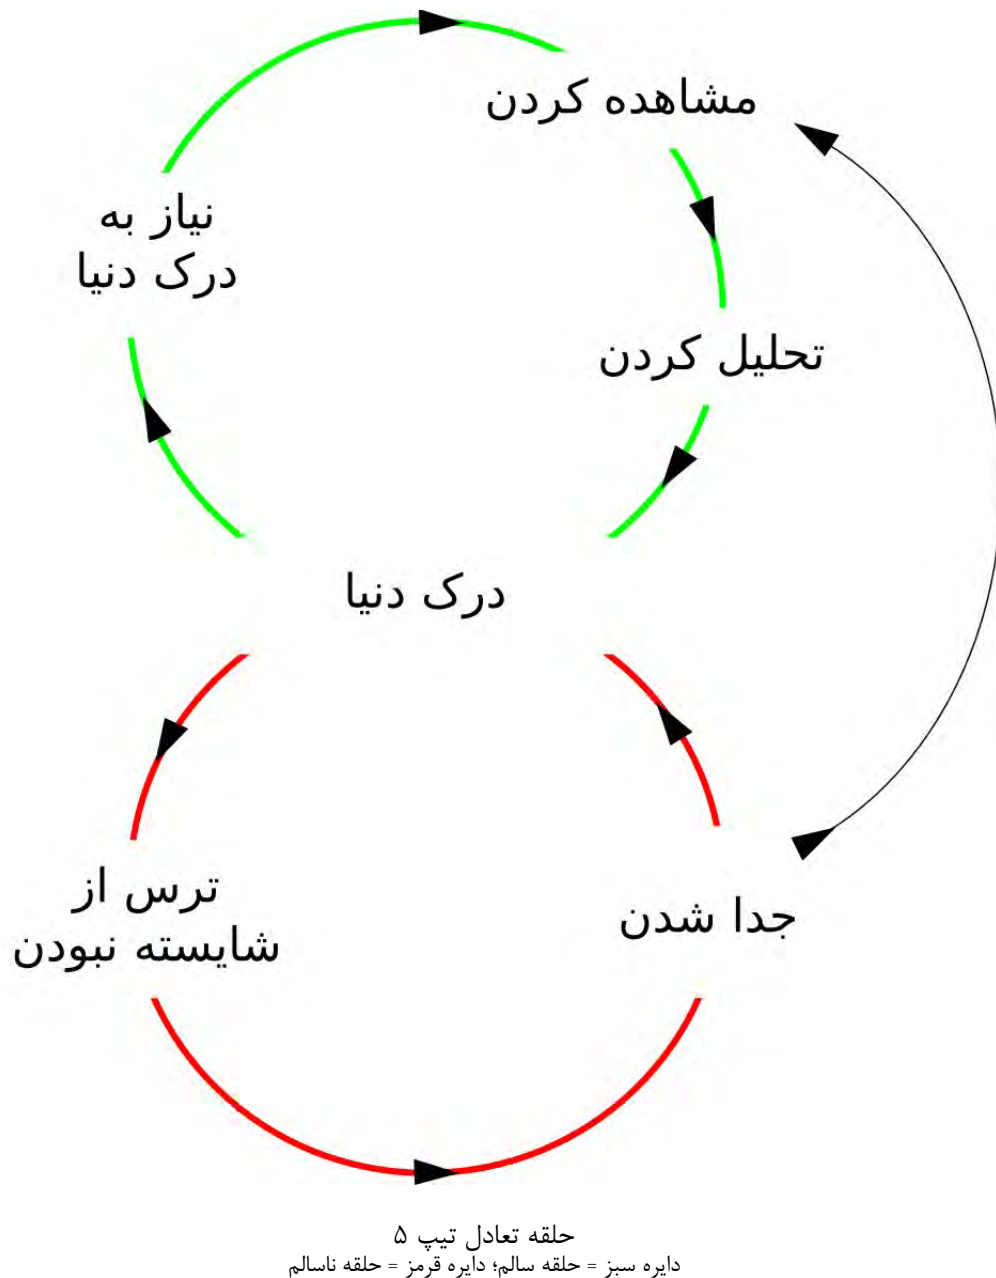 مشاهده کردن
نیاز به
درک دنیا
تحلیل کردن
درک دنیا
ترس از
شایسته نبودن
جدا شدن
حلقه تعادل تیپ ۵
دایره سبز = حلقه سالم؛ دایره قرمز = حلقه ناسالم